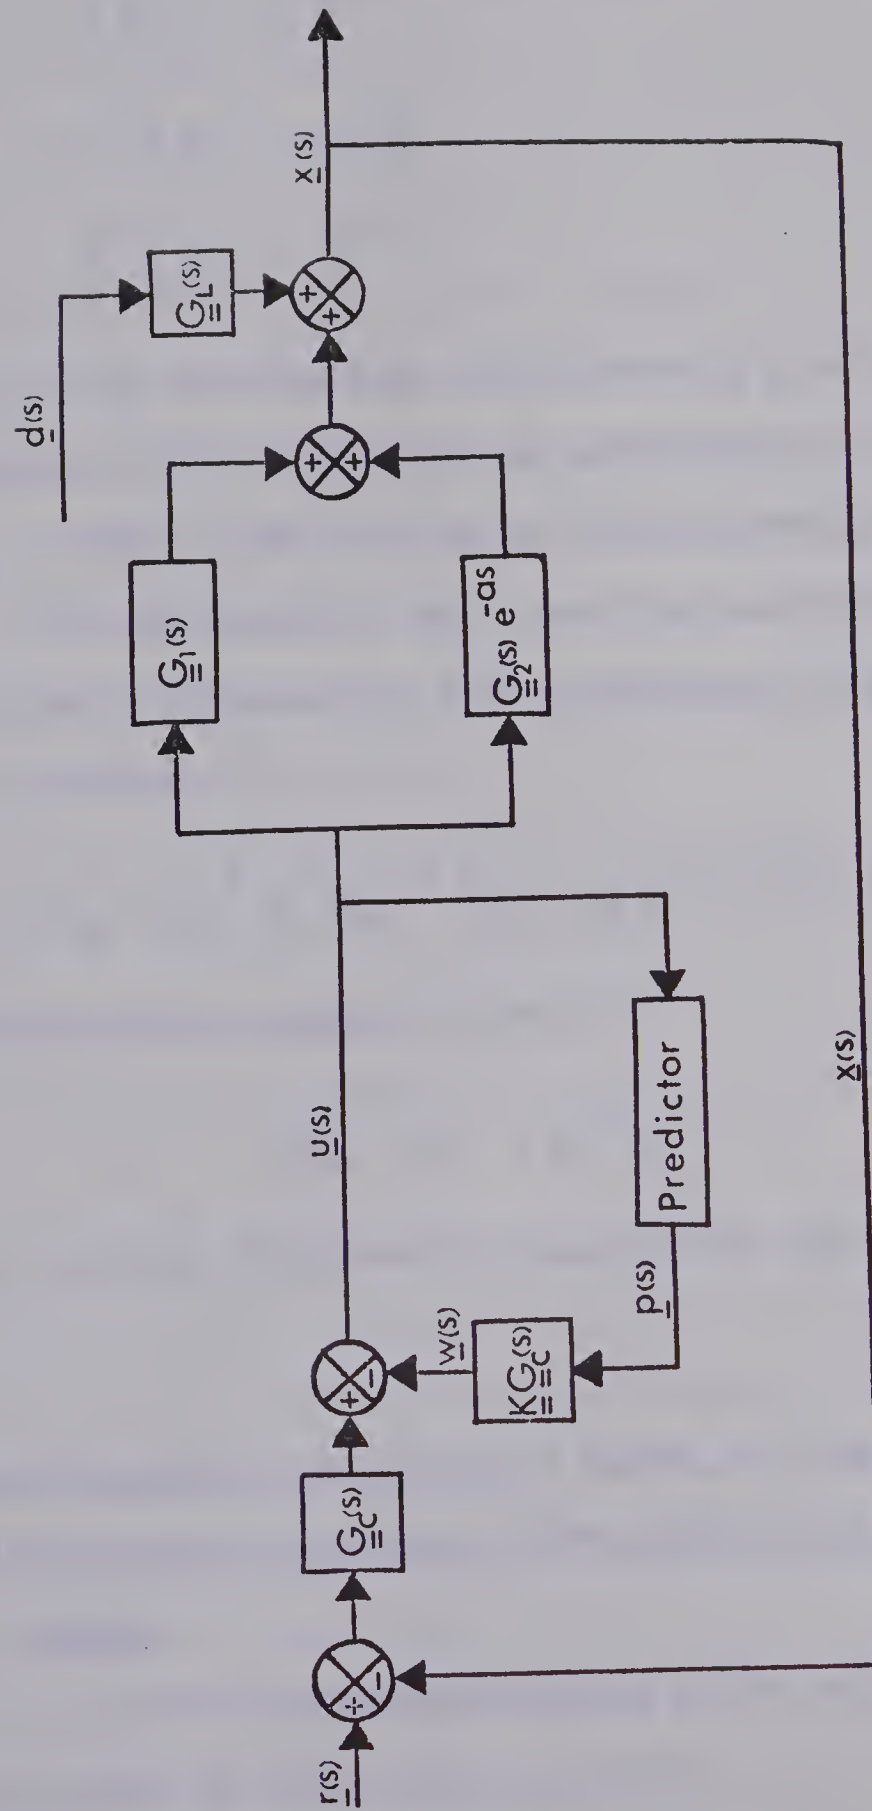 r(s)
+
−
G_C(s)
+
−
w(s)
KG_C(s)
p(s)
Predictor
u(s)
G_1(s)
G_2(s) e^-as
+
+
d(s)
G_L(s)
+
+
x(s)
x(s)